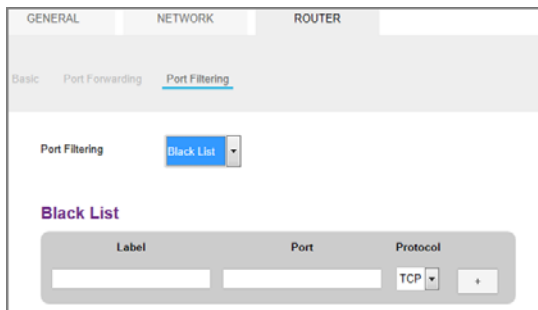 GENERAL NETWORK ROUTER
Basic Port Forwarding Port Filtering
Port Filtering Black List
Black List
Label Port Protocol
TCP +